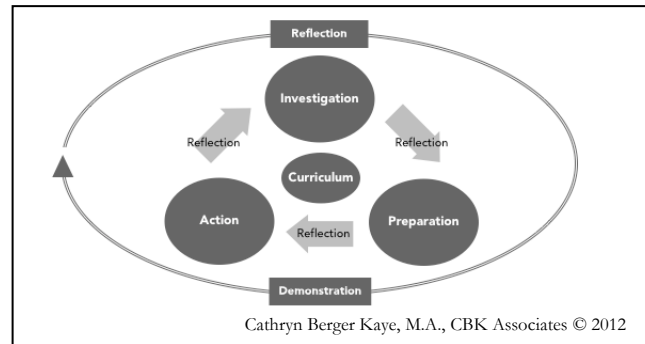 Reflection
Investigation
Reflection
Reflection
Curriculum
Action
Reflection
Preparation
Demonstration
Cathryn Berger Kaye, M.A., CBK Associates © 2012